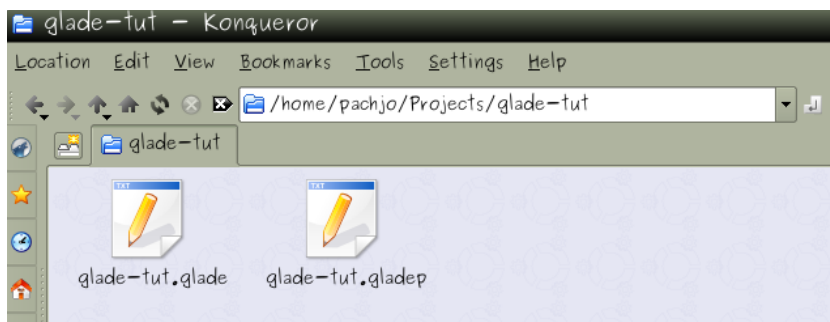 glade-tut - Konqueror
Location Edit View Bookmarks Tools Settings Help
/home/pachjo/Projects/glade-tut
glade-tut
TXT TXT
glade-tut.glade glade-tut.gladep